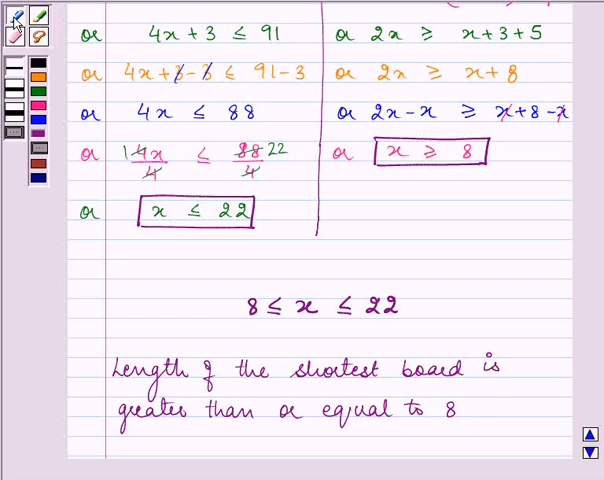 or 4x + 3 ≤ 91
or 4x + 3 - 3 ≤ 91 - 3
or 4x ≤ 88
or 1 4x/4 ≤ 88/4 22
or x ≤ 22
or 2x ≥ x + 3 + 5
or 2x ≥ x + 8
or 2x - x ≥ x + 8 - x
or x ≥ 8
8 ≤ x ≤ 22
Length of the shortest board is
greater than or equal to 8